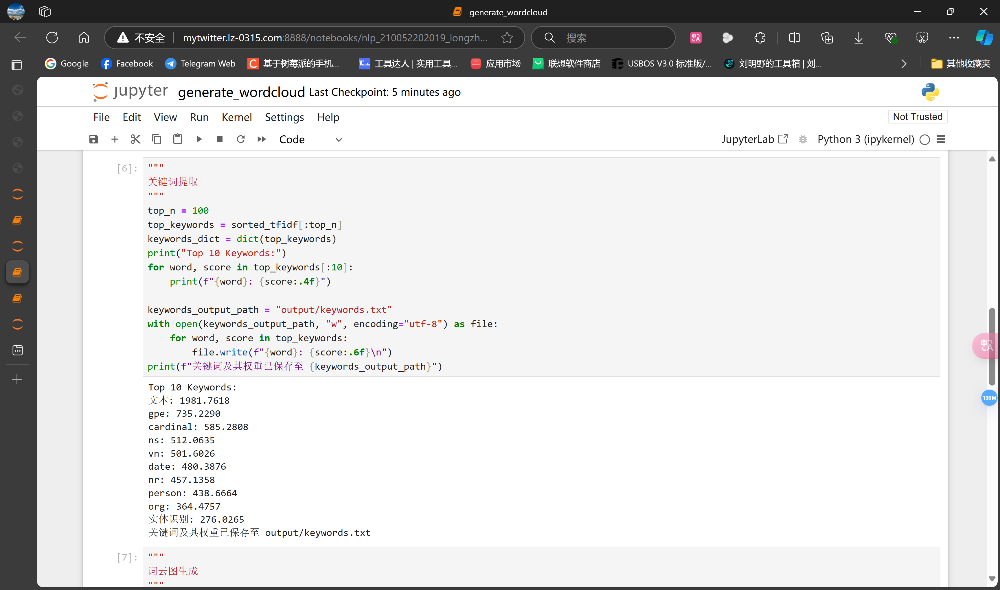 generate_wordcloud
不安全 mytwitter.lz-0315.com:8888/notebooks/nlp_210052202019_longzh...
搜索
Google Facebook Telegram Web 基于树莓派的手机... 工具达人 | 实用工具... 应用市场 联想软件商店 USBOS V3.0 标准版/... 刘明野的工具箱 | 刘... 其他收藏夹
jupyter generate_wordcloud Last Checkpoint: 5 minutes ago
File Edit View Run Kernel Settings Help Not Trusted
Code JupyterLab Python 3 (ipykernel)
[6]: """
关键词提取
"""
top_n = 100
top_keywords = sorted_tfidf[:top_n]
keywords_dict = dict(top_keywords)
print("Top 10 Keywords:")
for word, score in top_keywords[:10]:
    print(f"{word}: {score:.4f}")

keywords_output_path = "output/keywords.txt"
with open(keywords_output_path, "w", encoding="utf-8") as file:
    for word, score in top_keywords:
        file.write(f"{word}: {score:.6f}\n")
print(f"关键词及其权重已保存至 {keywords_output_path}")
Top 10 Keywords:
文本: 1981.7618
gpe: 735.2290
cardinal: 585.2808
ns: 512.0635
vn: 501.6026
date: 480.3876
nr: 457.1358
person: 438.6664
org: 364.4757
实体识别: 276.0265
关键词及其权重已保存至 output/keywords.txt
130M
[7]: """
词云图生成
"""